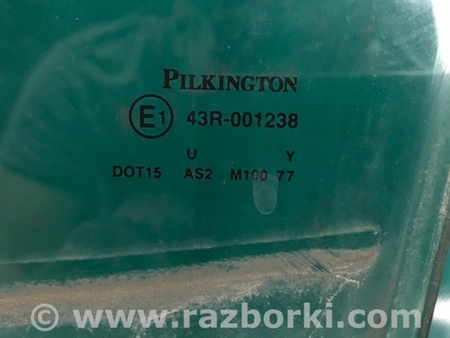 PILKINGTON
E1 43R-001238
U Y
DOT15 AS2 M100 77
© www.razborki.com